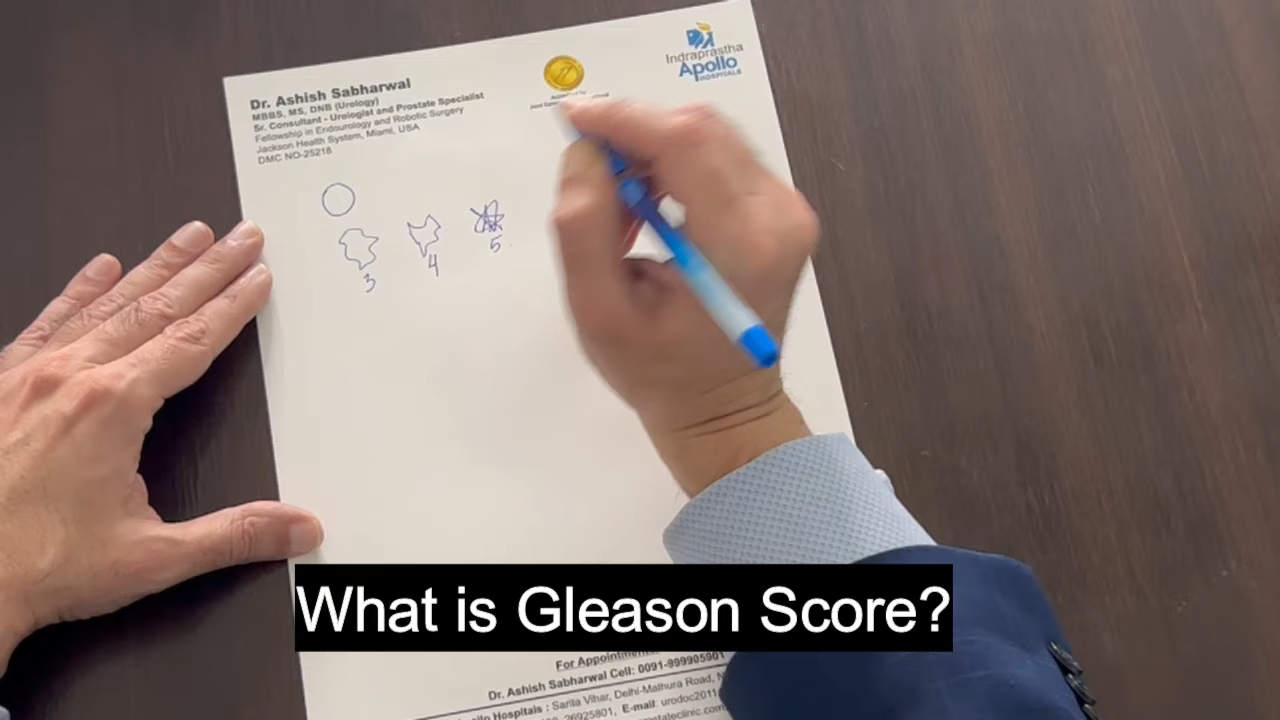 Dr. Ashish Sabharwal
MBBS, MS, DNB (Urology)
Sr. Consultant - Urologist and Prostate Specialist
Fellowship in Endourology and Robotic Surgery
Jackson Health System, Miami, USA
DMC NO-25218
Indraprastha
Apollo
HOSPITALS
Accredited by
3
4
5
What is Gleason Score?
For Appointment
Dr. Ashish Sabharwal Cell: 0091-999905901
Hospitals : Sarita Vihar, Delhi-Mathura Road,
26925801, E-mail: